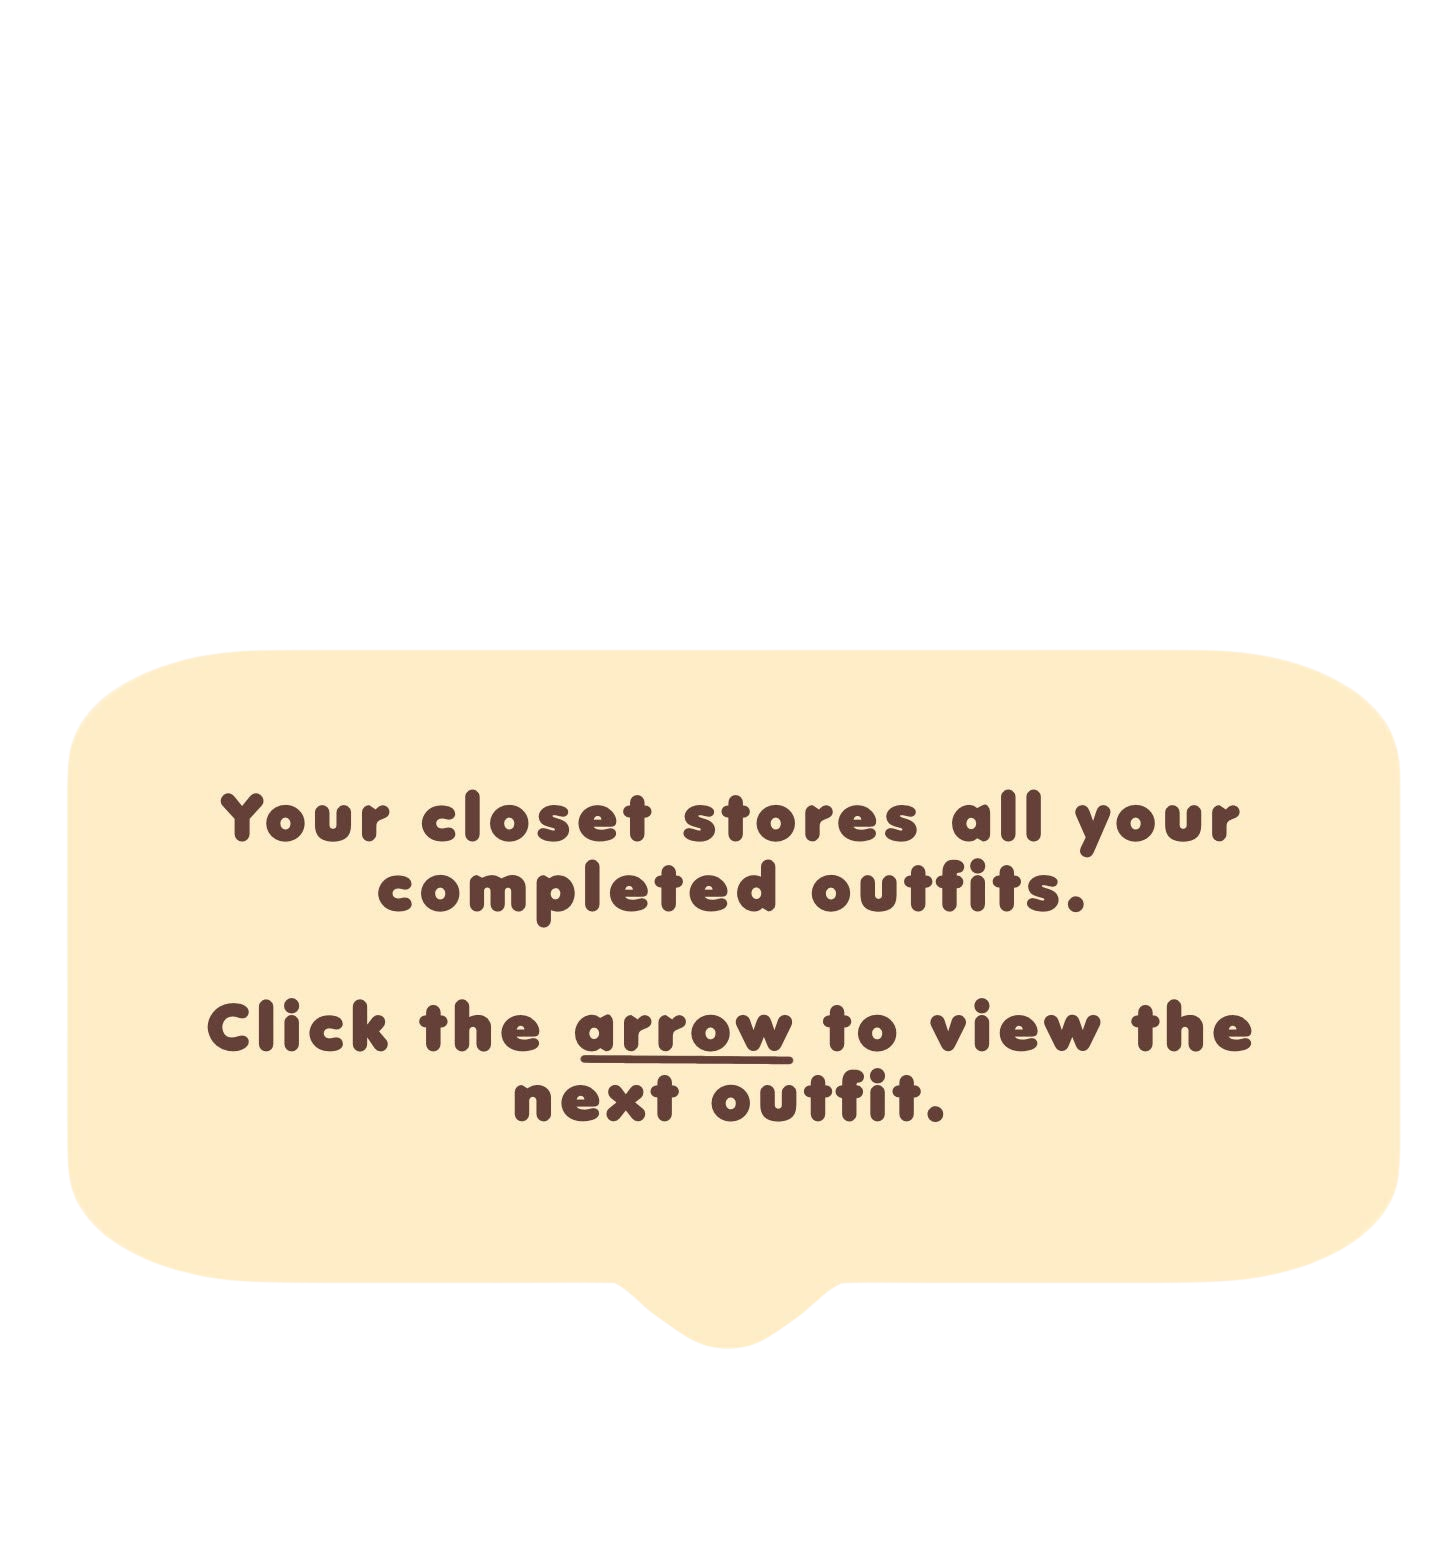 Your closet stores all your
completed outfits.
Click the arrow to view the
next outfit.